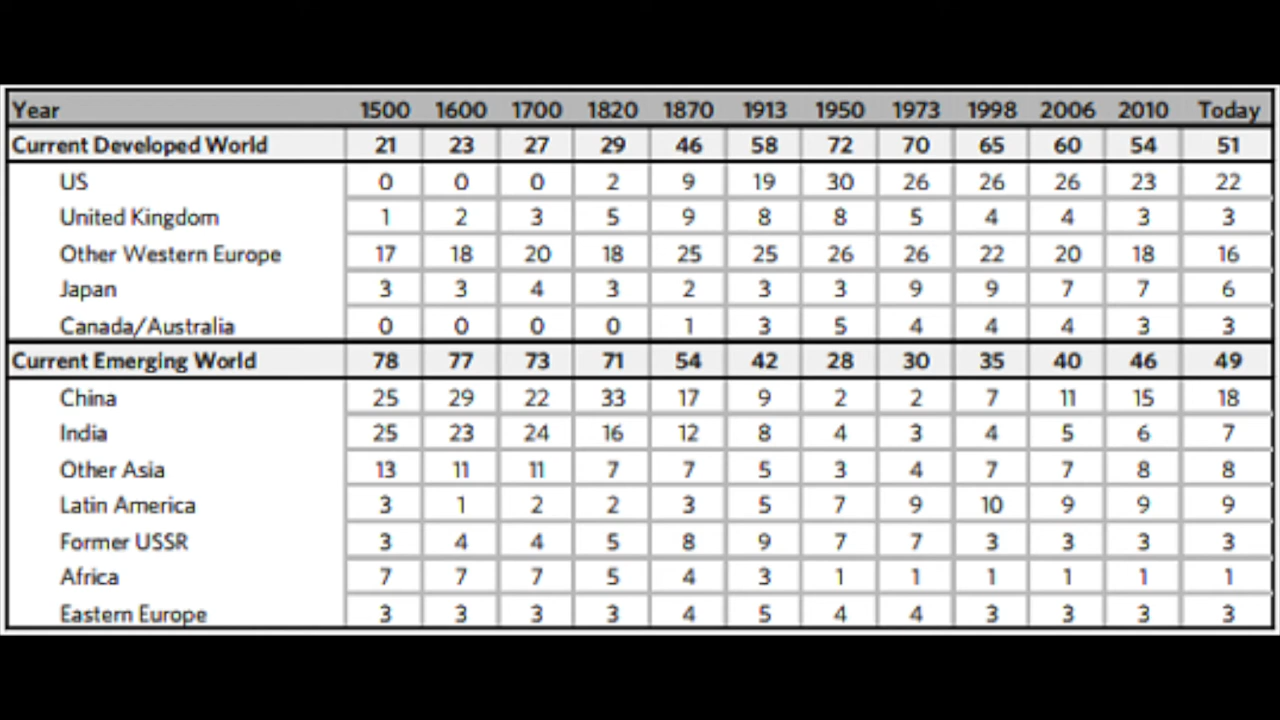 Year 1500 1600 1700 1820 1870 1913 1950 1973 1998 2006 2010 Today
Current Developed World 21 23 27 29 46 58 72 70 65 60 54 51
US 0 0 0 2 9 19 30 26 26 26 23 22
United Kingdom 1 2 3 5 9 8 8 5 4 4 3 3
Other Western Europe 17 18 20 18 25 25 26 26 22 20 18 16
Japan 3 3 4 3 2 3 3 9 9 7 7 6
Canada/Australia 0 0 0 0 1 3 5 4 4 4 3 3
Current Emerging World 78 77 73 71 54 42 28 30 35 40 46 49
China 25 29 22 33 17 9 2 2 7 11 15 18
India 25 23 24 16 12 8 4 3 4 5 6 7
Other Asia 13 11 11 7 7 5 3 4 7 7 8 8
Latin America 3 1 2 2 3 5 7 9 10 9 9 9
Former USSR 3 4 4 5 8 9 7 7 3 3 3 3
Africa 7 7 7 5 4 3 1 1 1 1 1 1
Eastern Europe 3 3 3 3 4 5 4 4 3 3 3 3